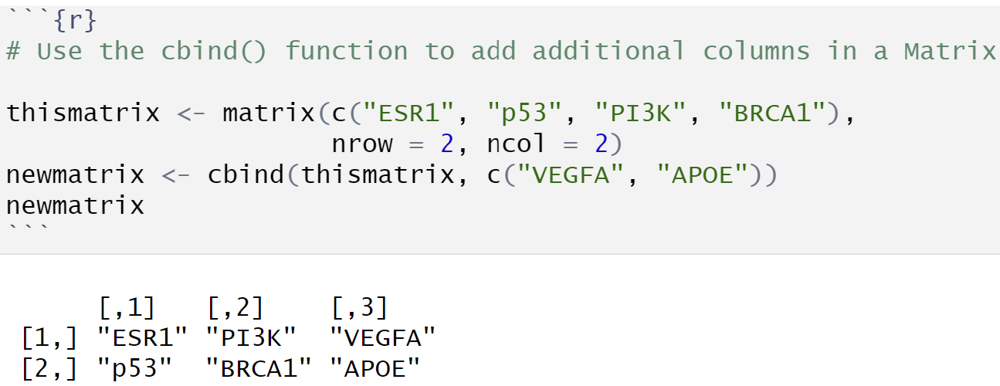 ```{r}
# Use the cbind() function to add additional columns in a Matrix

thismatrix <- matrix(c("ESR1", "p53", "PI3K", "BRCA1"),
                     nrow = 2, ncol = 2)
newmatrix <- cbind(thismatrix, c("VEGFA", "APOE"))
newmatrix
```

     [,1]   [,2]    [,3]
[1,] "ESR1" "PI3K"  "VEGFA"
[2,] "p53"  "BRCA1" "APOE"